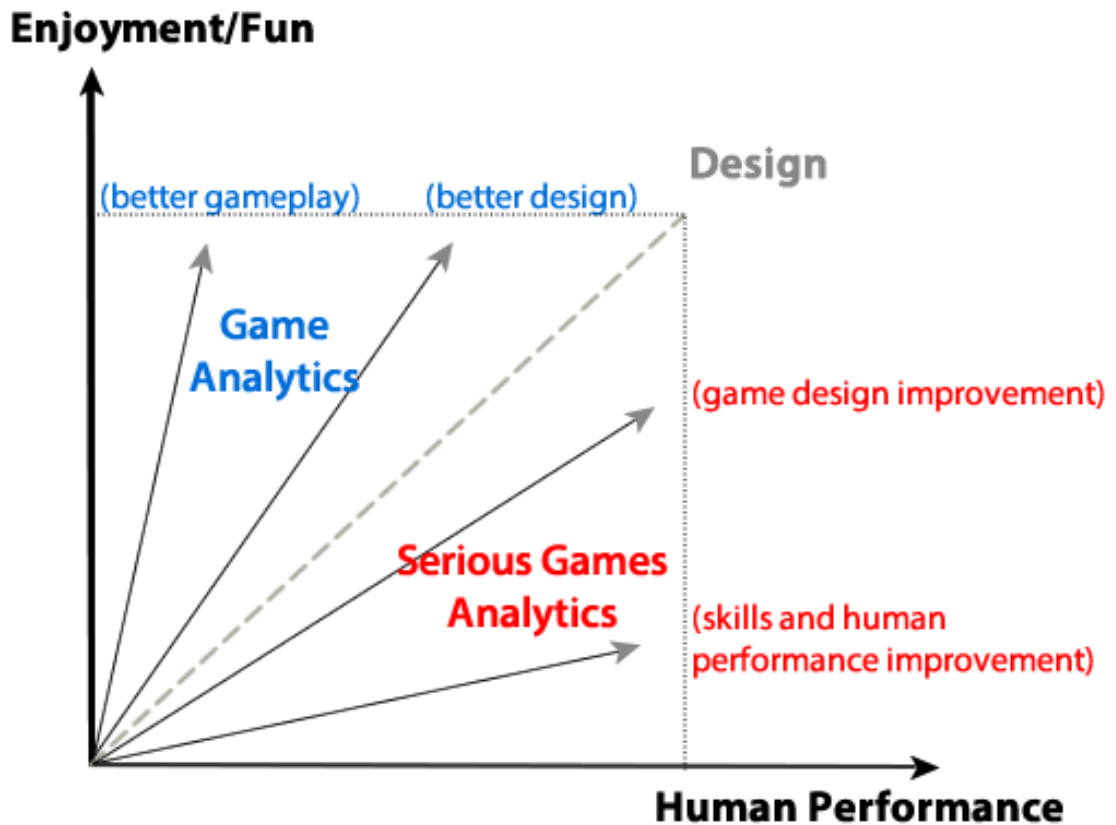 Enjoyment/Fun
Design
(better gameplay)
(better design)
Game
Analytics
(game design improvement)
Serious Games
Analytics
(skills and human
performance improvement)
Human Performance